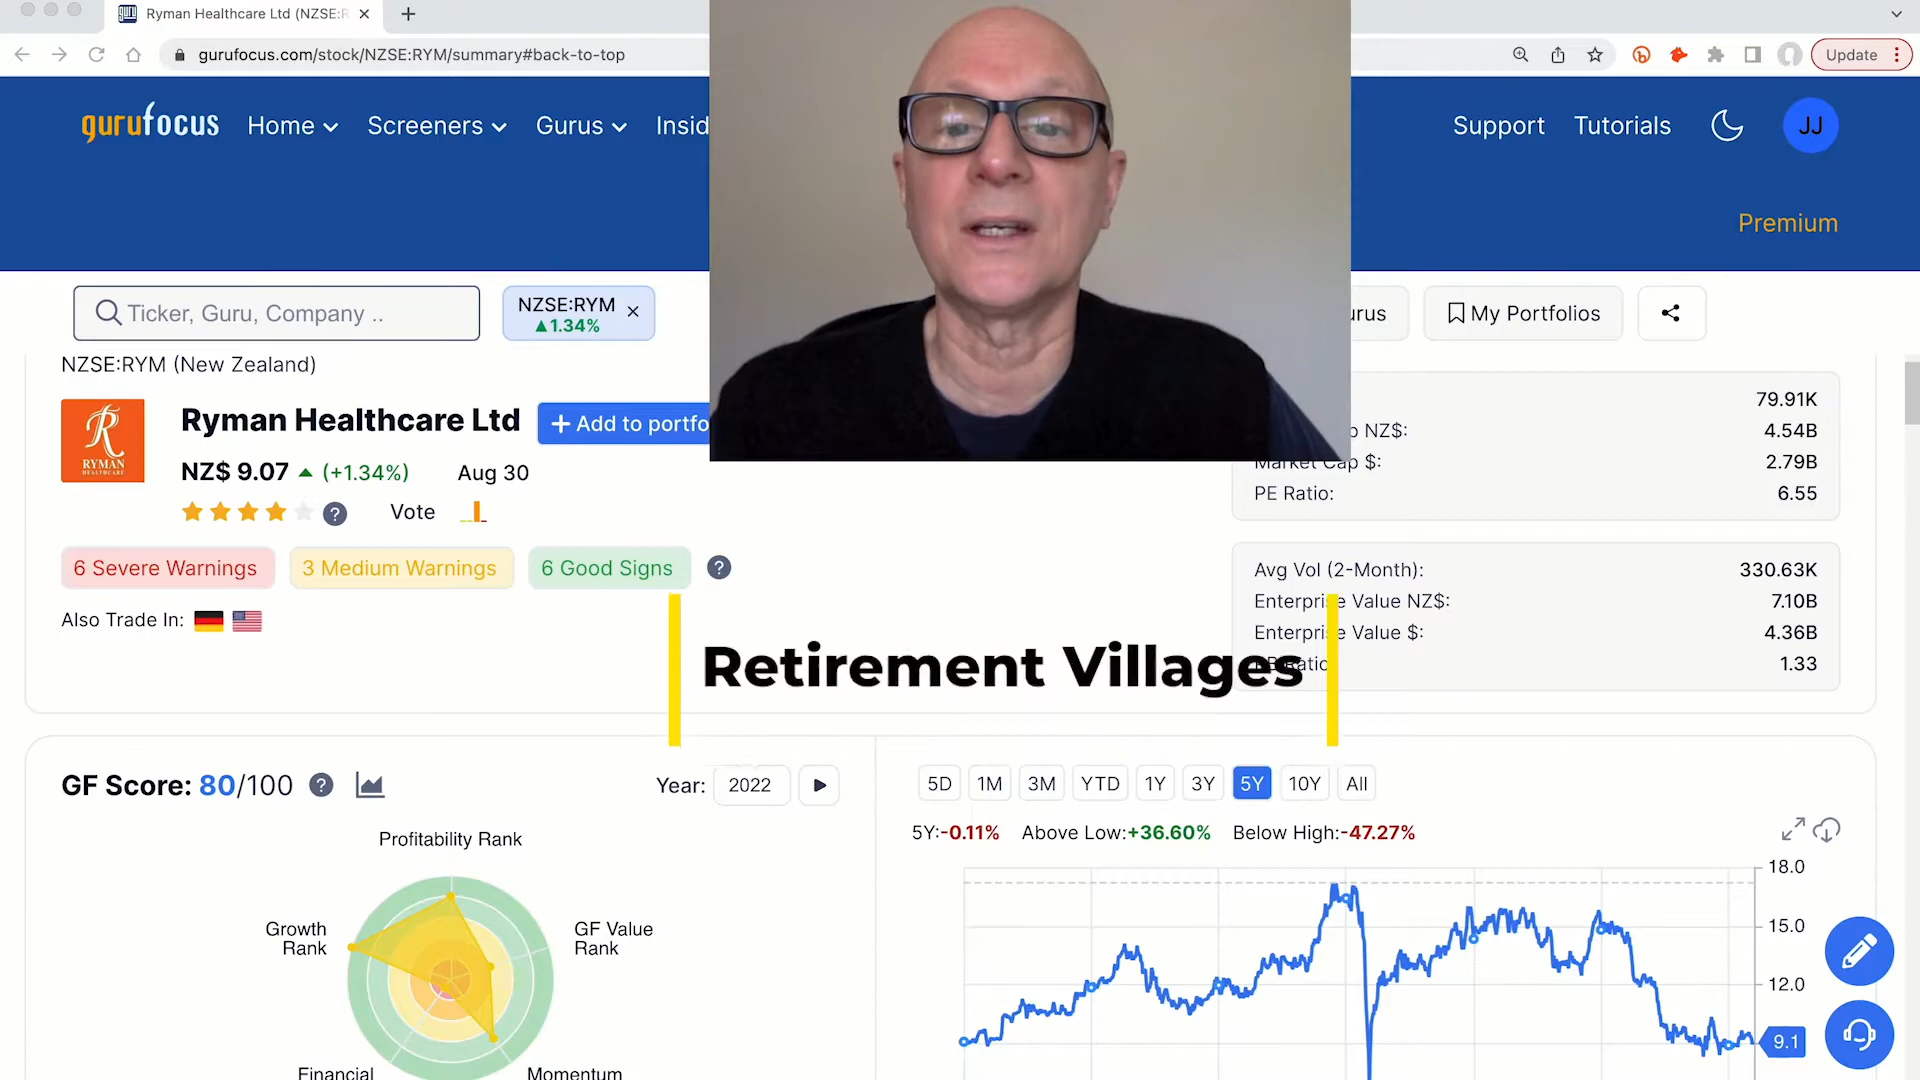 Ryman Healthcare Ltd (NZSE:R
gurufocus.com/stock/NZSE:RYM/summary#back-to-top
Update
gurufocus
Home
Screeners
Gurus
Insid
Support
Tutorials
JJ
Premium
Ticker, Guru, Company ..
NZSE:RYM
1.34%
urus
My Portfolios
NZSE:RYM (New Zealand)
RYMAN
HEALTHCARE
Ryman Healthcare Ltd
+ Add to portfo
NZ$ 9.07 (+1.34%) Aug 30
Vote
6 Severe Warnings
3 Medium Warnings
6 Good Signs
Also Trade In:
79.91K
p NZ$: 4.54B
Market Cap $: 2.79B
PE Ratio: 6.55
Avg Vol (2-Month): 330.63K
Enterprise Value NZ$: 7.10B
Enterprise Value $: 4.36B
Ratio 1.33
Retirement Villages
GF Score: 80/100
Year: 2022
Profitability Rank
Growth
Rank
GF Value
Rank
Financial
Momentum
5D 1M 3M YTD 1Y 3Y 5Y 10Y All
5Y:-0.11% Above Low:+36.60% Below High:-47.27%
18.0
15.0
12.0
9.1